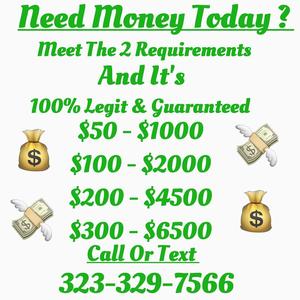 Need Money Today ?
Meet The 2 Requirements
And It's
100% Legit & Guaranteed
$50 - $1000
$100 - $2000
$200 - $4500
$300 - $6500
Call Or Text
323-329-7566